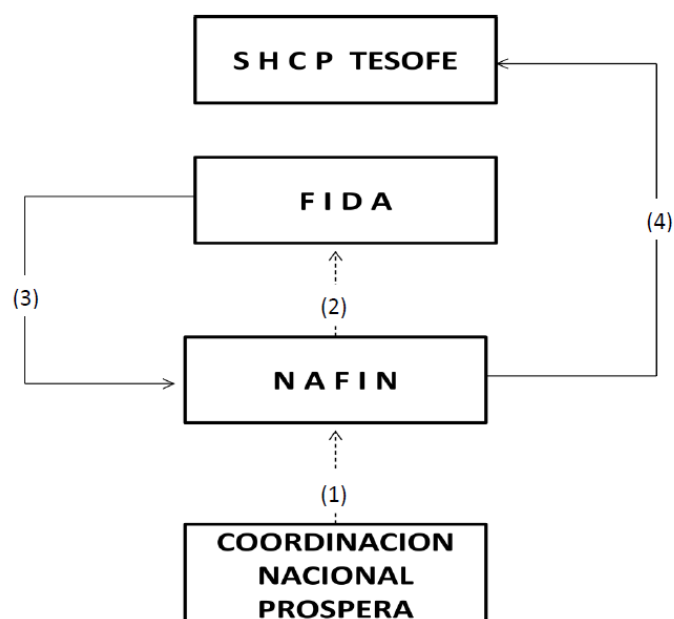 S H C P TESOFE
(4)
F I D A
(3)
(2)
N A F I N
(1)
COORDINACION
NACIONAL
PROSPERA